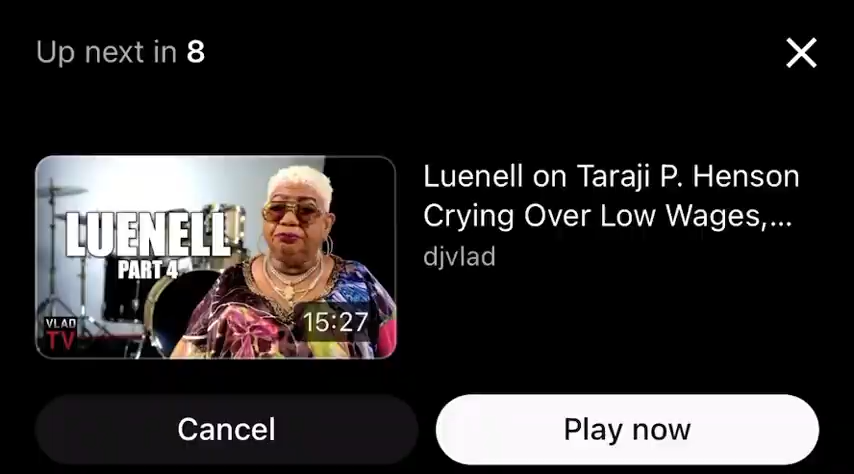 Up next in 8
LUENELL
PART 4
VLAD
TV
15:27
Luenell on Taraji P. Henson
Crying Over Low Wages,...
djvlad
Cancel
Play now